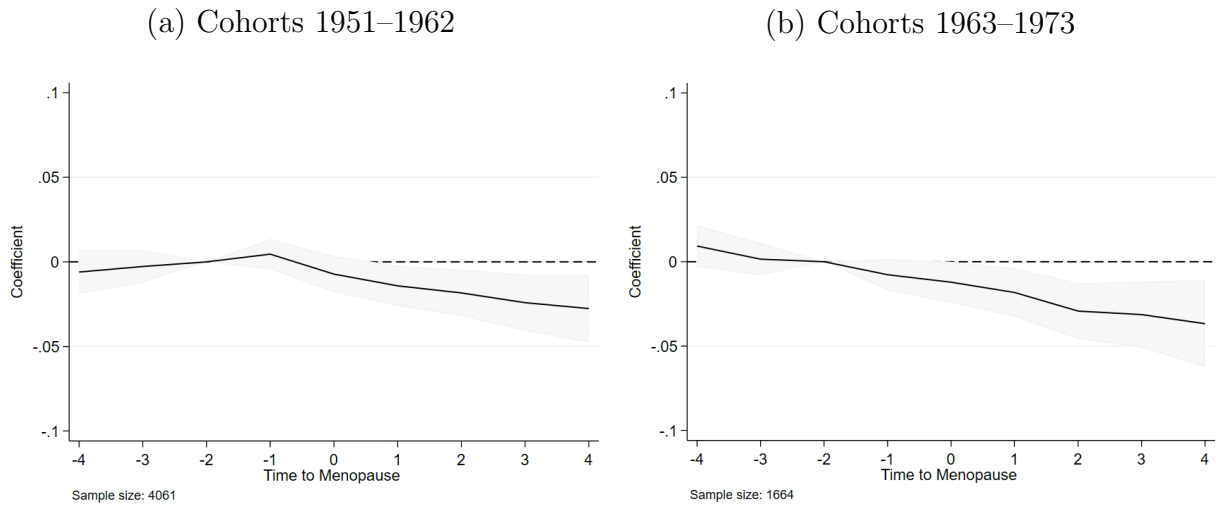 (a) Cohorts 1951–1962
.1
.05
0
-.05
-.1
Coefficient
-4 -3 -2 -1 0 1 2 3 4
Time to Menopause
Sample size: 4061
(b) Cohorts 1963–1973
.1
.05
0
-.05
-.1
Coefficient
-4 -3 -2 -1 0 1 2 3 4
Time to Menopause
Sample size: 1664